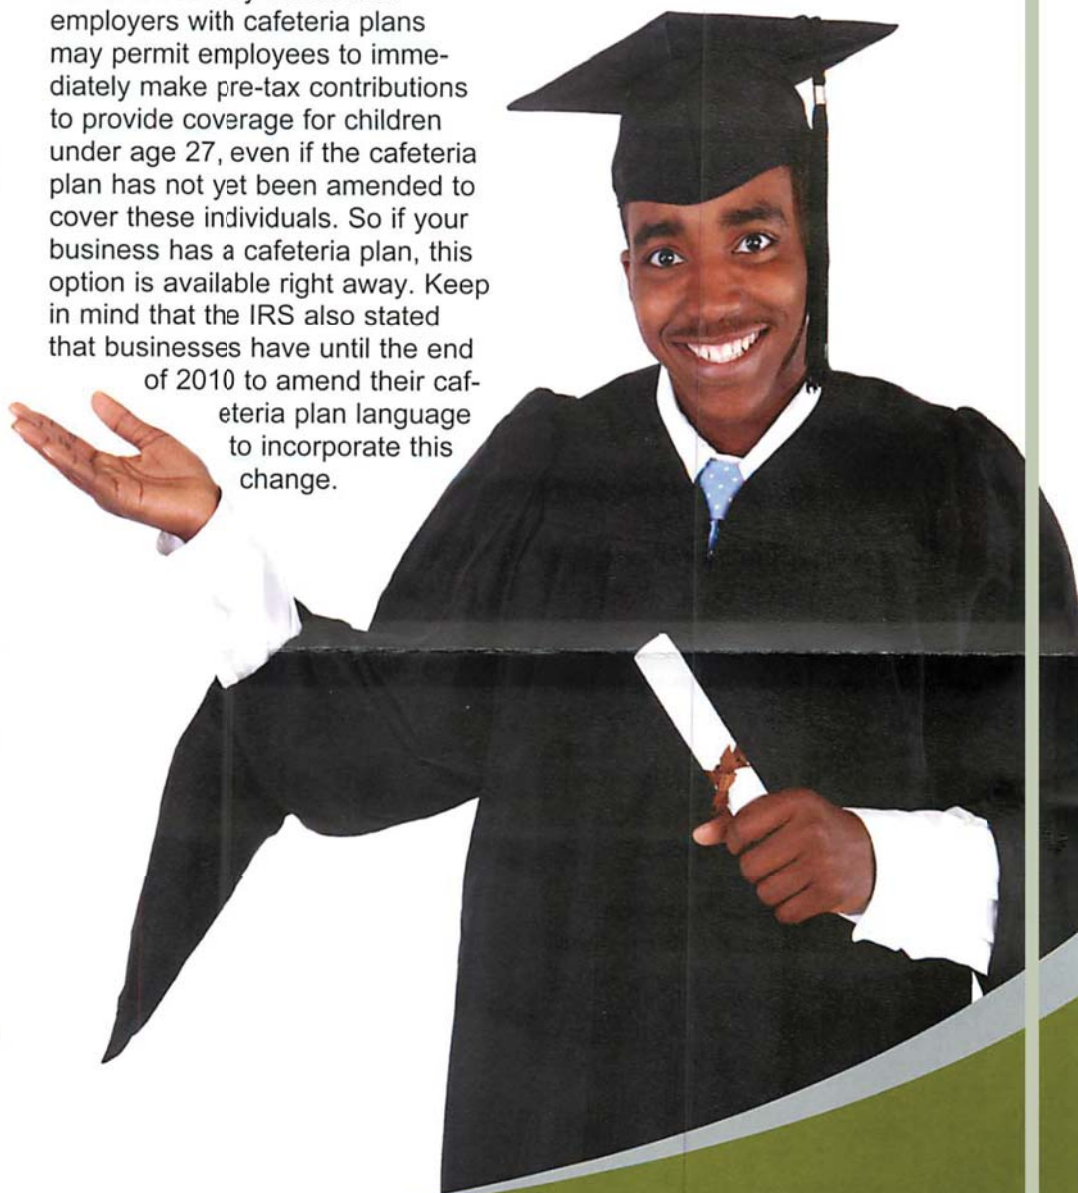 employers with cafeteria plans
may permit employees to imme-
diately make pre-tax contributions
to provide coverage for children
under age 27, even if the cafeteria
plan has not yet been amended to
cover these individuals. So if your
business has a cafeteria plan, this
option is available right away. Keep
in mind that the IRS also stated
that businesses have until the end
of 2010 to amend their caf-
eteria plan language
to incorporate this
change.